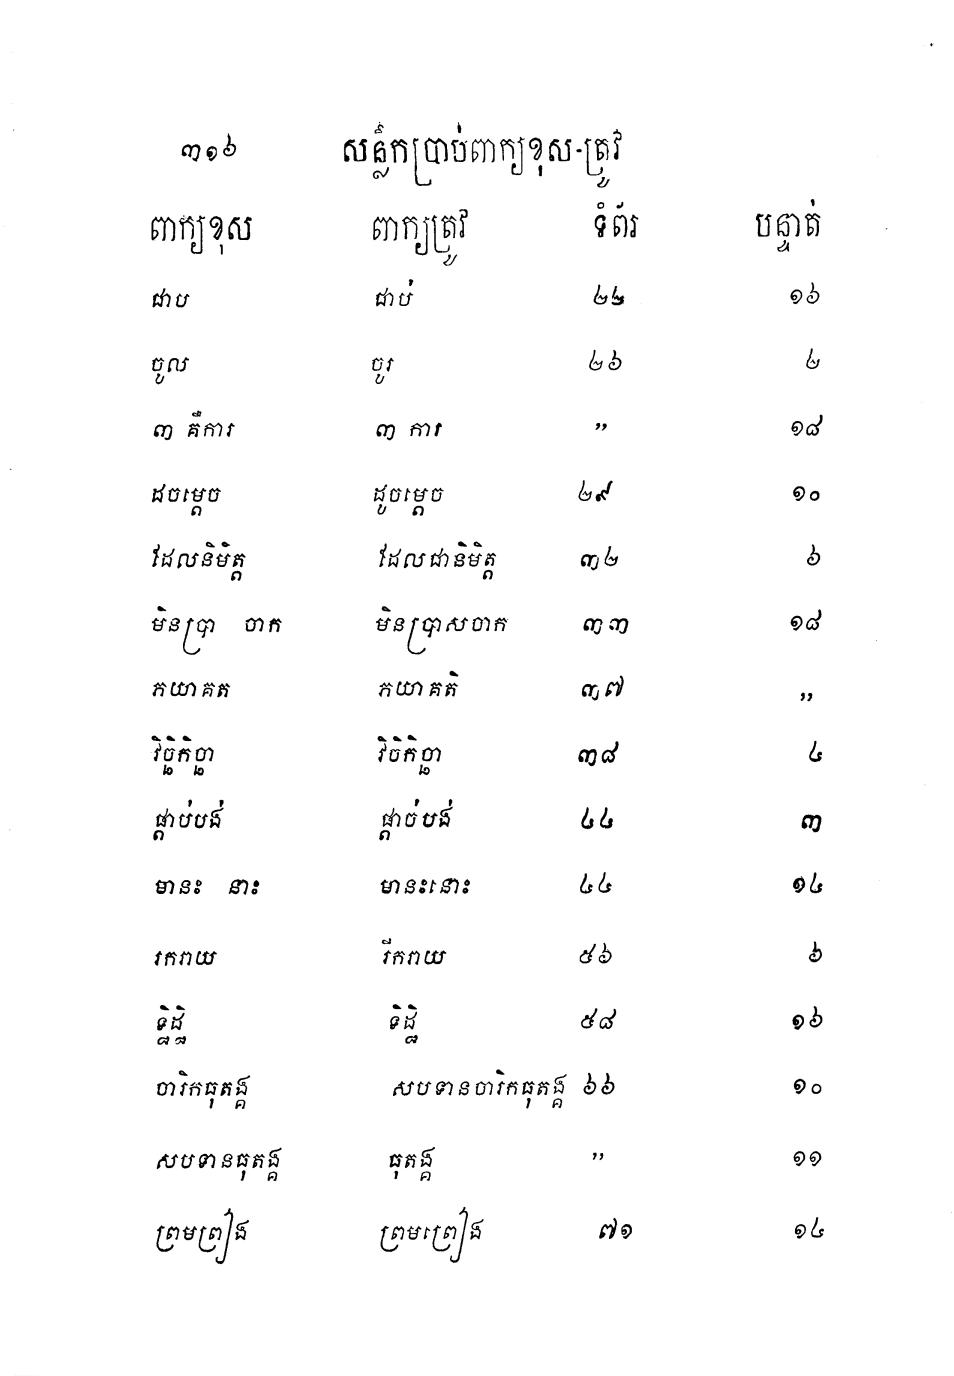 ៣១៦ សន្លឹកប្រាប់ពាក្យខុស-ត្រូវ
ពាក្យខុស ពាក្យត្រូវ ទំព័រ បន្ទាត់
ជាប ជាប់ ២៤ ១៦
ចូល ចូរ ២៦ ២
៣ គឺការ ៣ ការ ” ១៨
ដចម្ដេច ដូចម្ដេច ២៩ ១០
ដែលនិមិត្ត ដែលជានិមិត្ត ៣២ ៦
មិនប្រា ចាក មិនប្រាសចាក ៣៣ ១៨
ភយាគត ភយាគតិ ៣៧ ”
វិច្ឆិកិច្ឆា វិចិកិច្ឆា ៣៨ ៤
ផ្ដាប់បង់ ផ្ដាច់បង់ ៤៤ ៣
មានះ នាះ មានះនោះ ៤៤ ១៤
រករាយ រីករាយ ៥៦ ៦
ទ្ឋិដ្ឋិ ទិដ្ឋិ ៥៨ ១៦
ចារិកធុតង្គ សបទានចារិកធុតង្គ ៦៦ ១០
សបទានធុតង្គ ធុតង្គ ” ១១
ព្រមព្រៀង ព្រមព្រៀង ៧១ ១៤